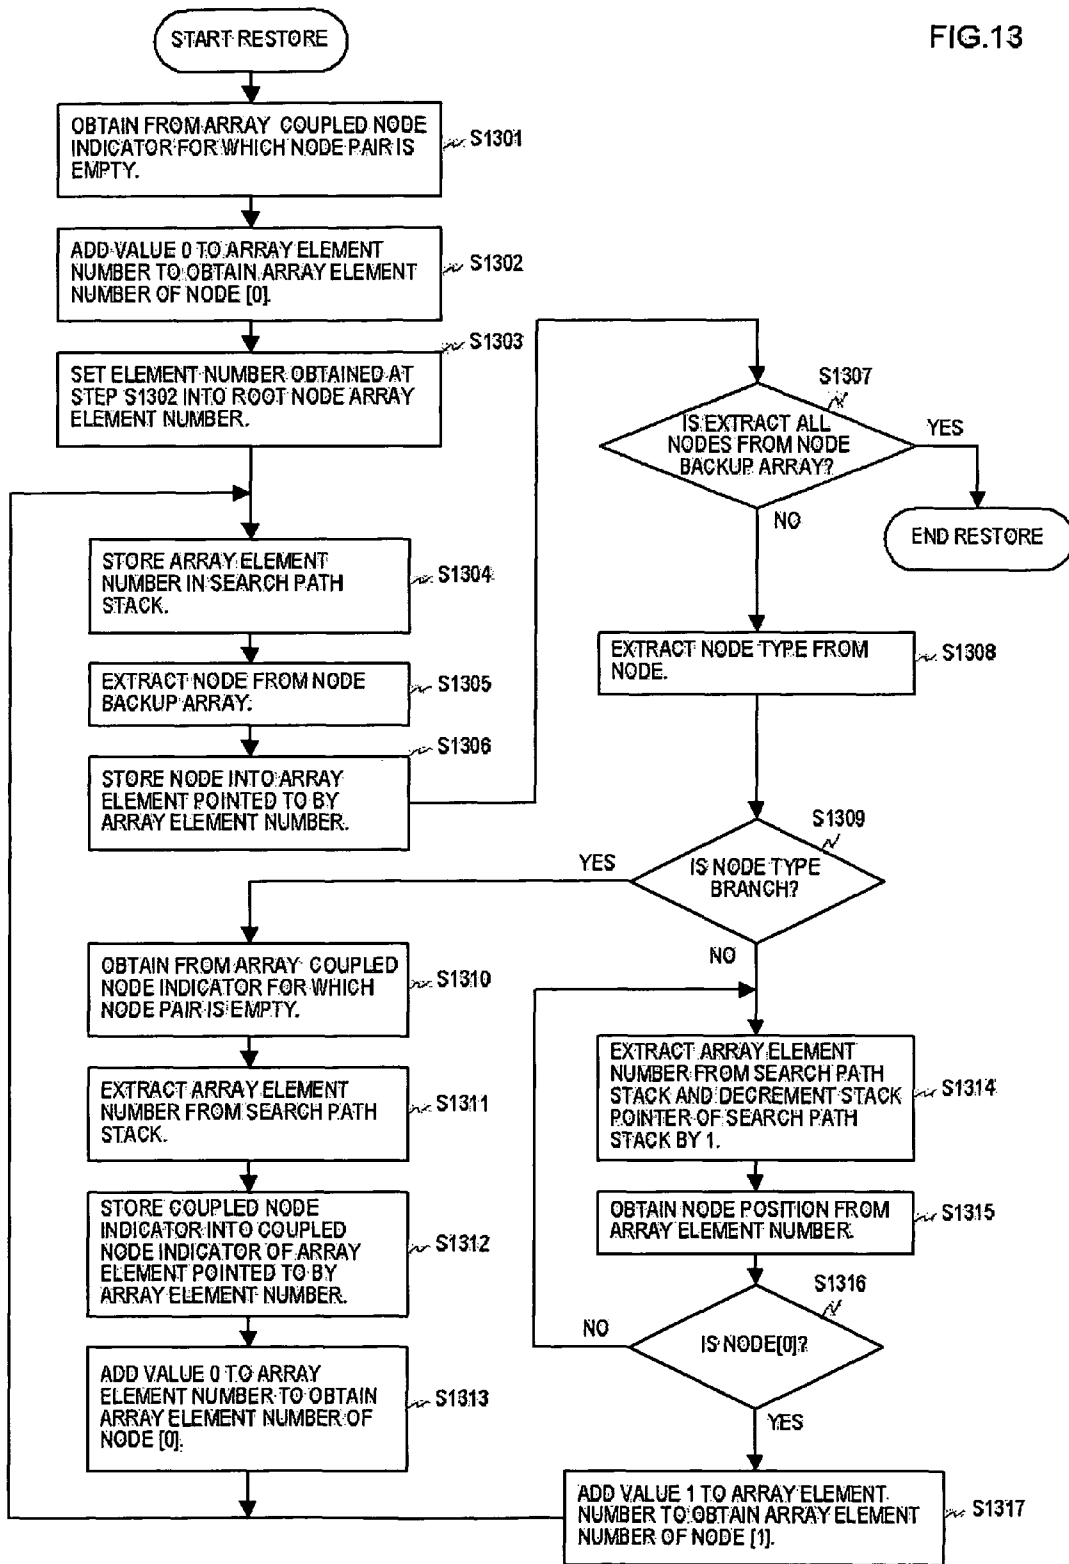 FIG.13
START RESTORE
OBTAIN FROM ARRAY COUPLED NODE
INDICATOR FOR WHICH NODE PAIR IS
EMPTY.
S1301
ADD VALUE 0 TO ARRAY ELEMENT
NUMBER TO OBTAIN ARRAY ELEMENT
NUMBER OF NODE [0].
S1302
SET ELEMENT NUMBER OBTAINED AT
STEP S1302 INTO ROOT NODE ARRAY
ELEMENT NUMBER.
S1303
STORE ARRAY ELEMENT
NUMBER IN SEARCH PATH
STACK.
S1304
EXTRACT NODE FROM NODE
BACKUP ARRAY.
S1305
STORE NODE INTO ARRAY
ELEMENT POINTED TO BY
ARRAY ELEMENT NUMBER.
S1306
S1307
IS EXTRACT ALL
NODES FROM NODE
BACKUP ARRAY?
YES
NO
END RESTORE
EXTRACT NODE TYPE FROM
NODE.
S1308
S1309
IS NODE TYPE
BRANCH?
YES
NO
OBTAIN FROM ARRAY COUPLED
NODE INDICATOR FOR WHICH
NODE PAIR IS EMPTY.
S1310
EXTRACT ARRAY ELEMENT
NUMBER FROM SEARCH PATH
STACK.
S1311
STORE COUPLED NODE
INDICATOR INTO COUPLED
NODE INDICATOR OF ARRAY
ELEMENT POINTED TO BY
ARRAY ELEMENT NUMBER.
S1312
ADD VALUE 0 TO ARRAY
ELEMENT NUMBER TO OBTAIN
ARRAY ELEMENT NUMBER OF
NODE [0].
S1313
EXTRACT ARRAY ELEMENT
NUMBER FROM SEARCH PATH
STACK AND DECREMENT STACK
POINTER OF SEARCH PATH
STACK BY 1.
S1314
OBTAIN NODE POSITION FROM
ARRAY ELEMENT NUMBER.
S1315
S1316
IS NODE[0]?
NO
YES
ADD VALUE 1 TO ARRAY ELEMENT
NUMBER TO OBTAIN ARRAY ELEMENT
NUMBER OF NODE [1].
S1317